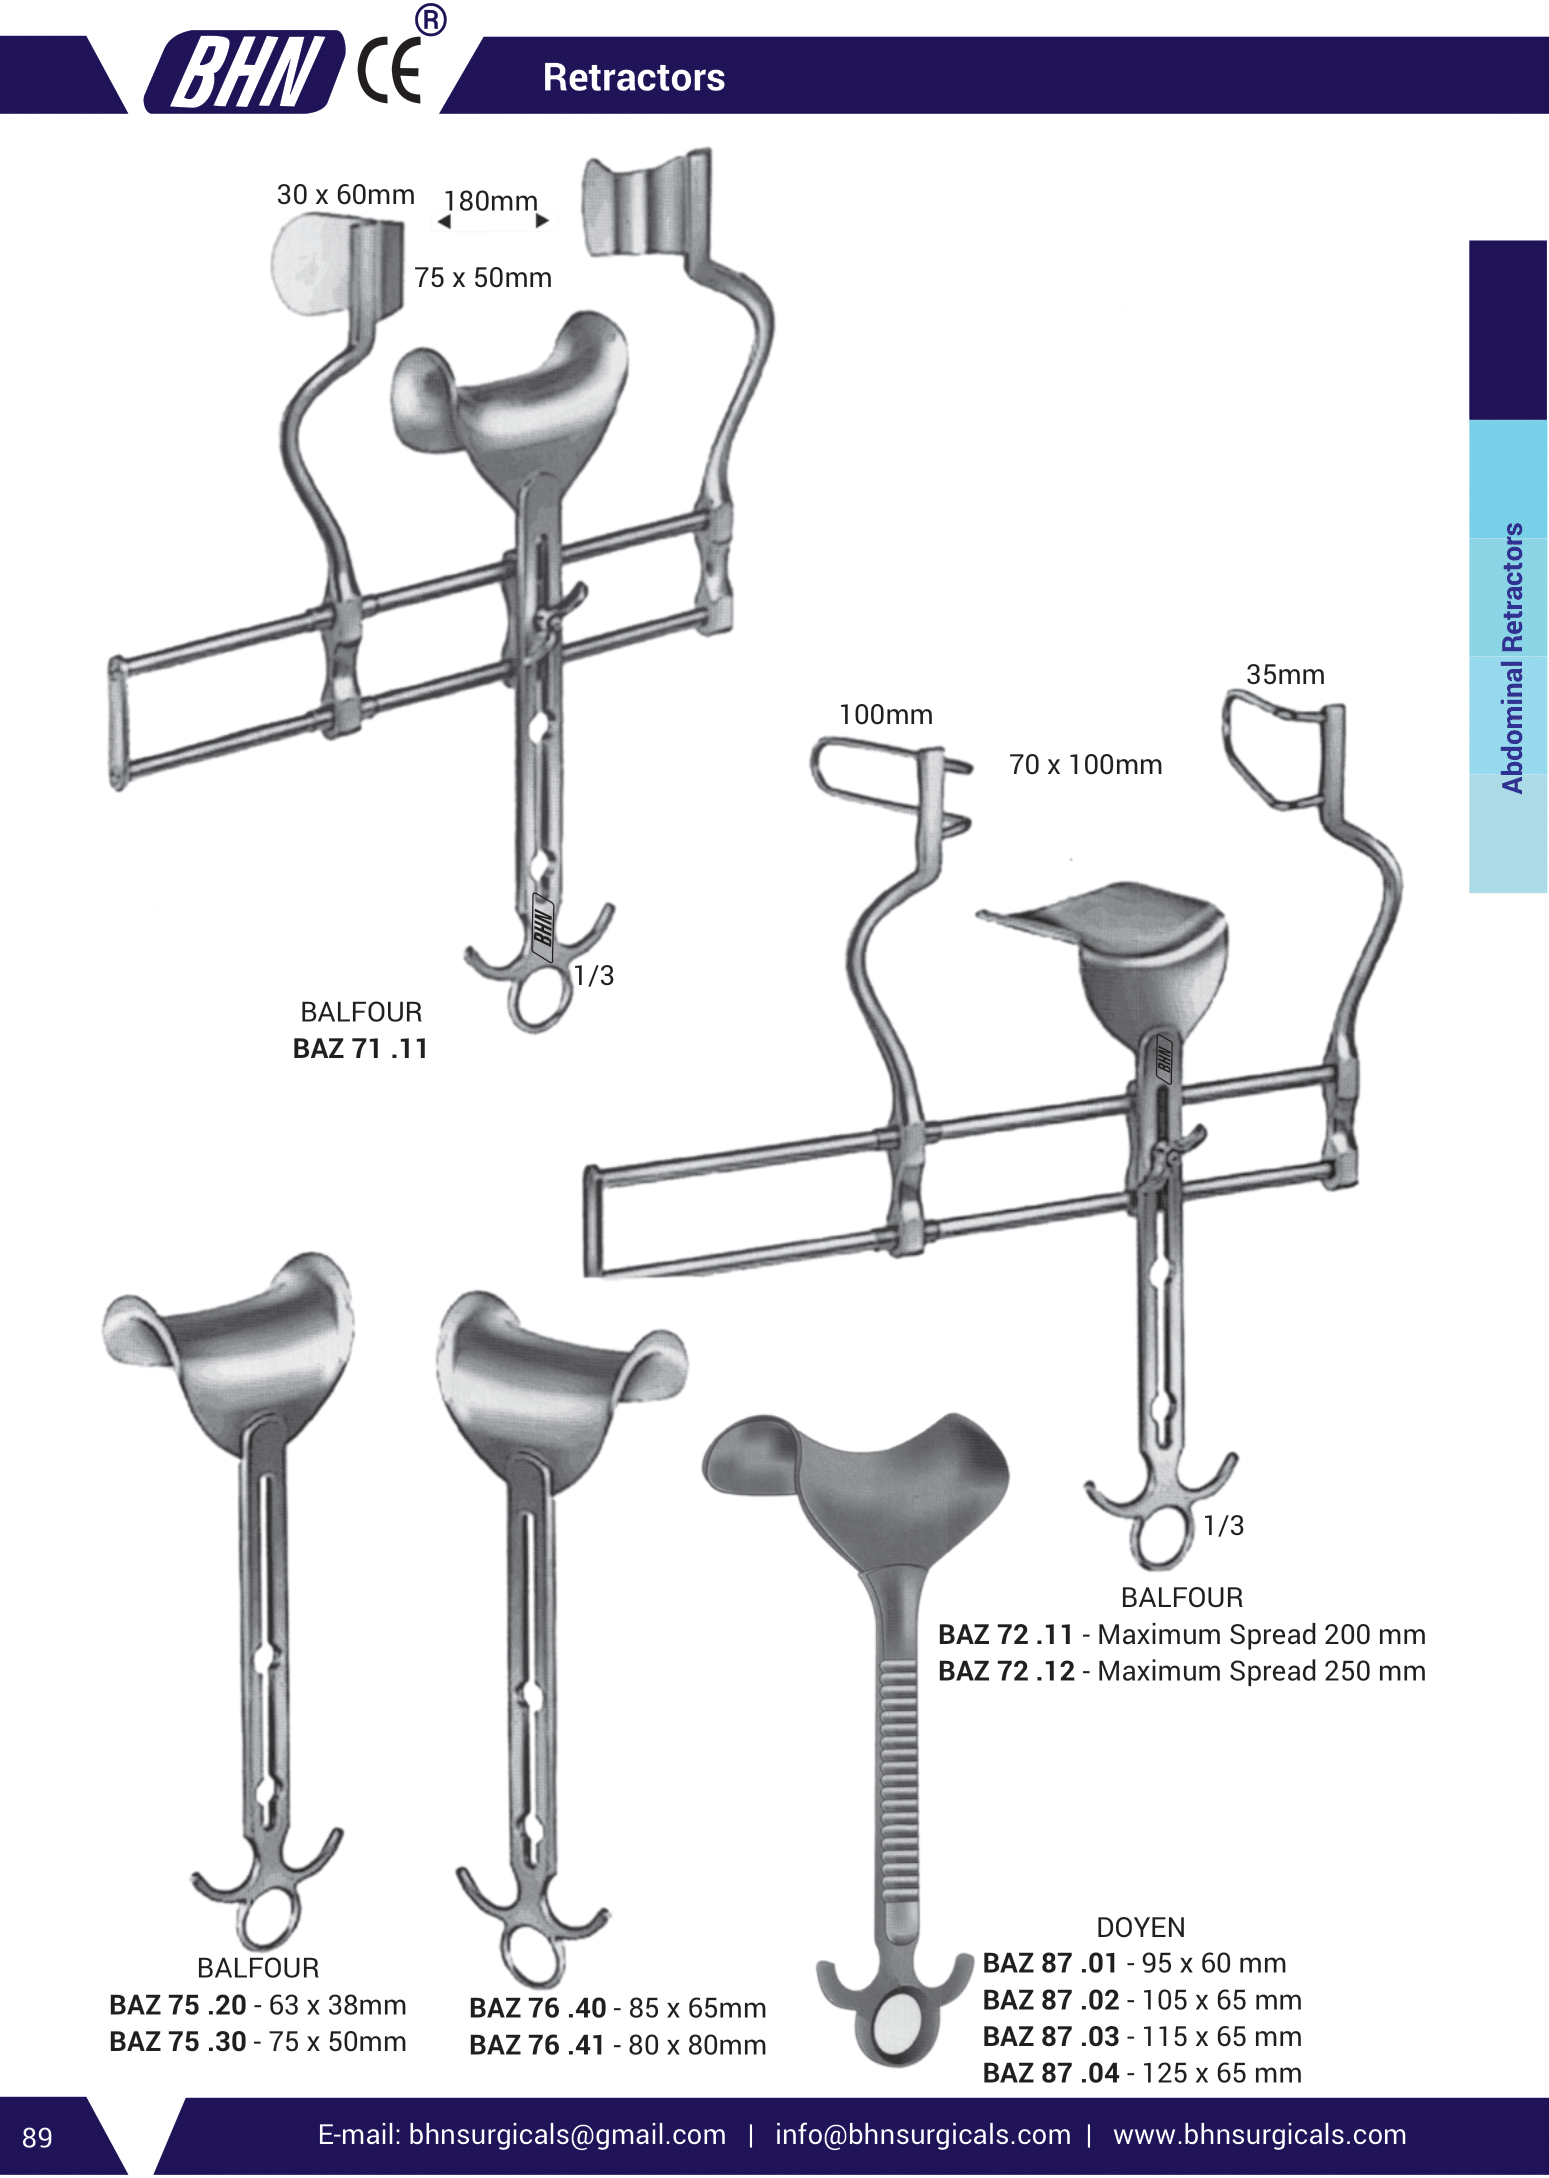 BHN CE ®
Retractors
30 x 60mm
180mm
75 x 50mm
35mm
100mm
70 x 100mm
Abdominal Retractors
BHN
1/3
BALFOUR
BAZ 71 .11
BHN
1/3
BALFOUR
BAZ 72 .11 - Maximum Spread 200 mm
BAZ 72 .12 - Maximum Spread 250 mm
BALFOUR
BAZ 75 .20 - 63 x 38mm
BAZ 75 .30 - 75 x 50mm
BAZ 76 .40 - 85 x 65mm
BAZ 76 .41 - 80 x 80mm
DOYEN
BAZ 87 .01 - 95 x 60 mm
BAZ 87 .02 - 105 x 65 mm
BAZ 87 .03 - 115 x 65 mm
BAZ 87 .04 - 125 x 65 mm
89
E-mail: bhnsurgicals@gmail.com | info@bhnsurgicals.com | www.bhnsurgicals.com